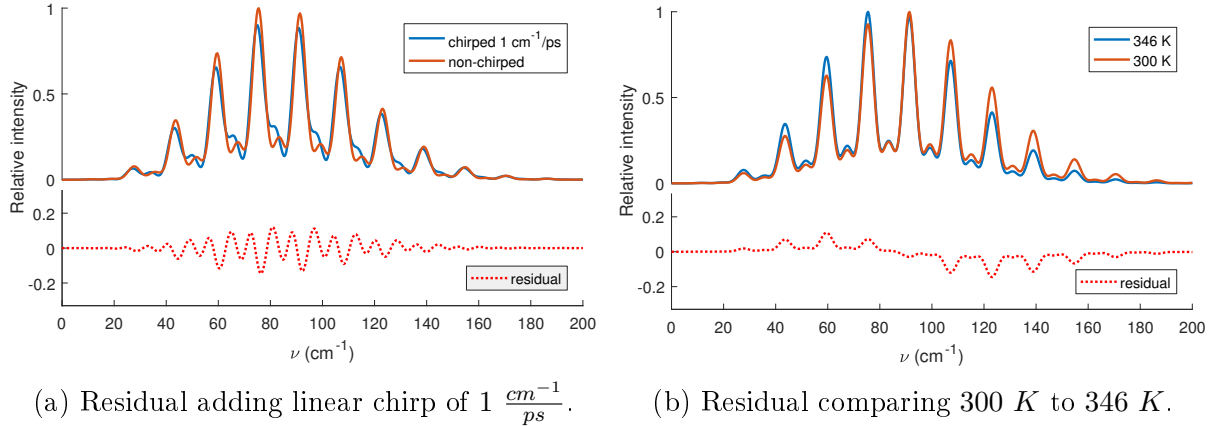 1
0.5
0
Relative intensity
chirped 1 cm⁻¹/ps
non-chirped
0.2
0
-0.2
residual
0 20 40 60 80 100 120 140 160 180 200
ν (cm⁻¹)
(a) Residual adding linear chirp of 1 cm⁻¹/ps.
1
0.5
0
Relative intensity
346 K
300 K
0.2
0
-0.2
residual
0 20 40 60 80 100 120 140 160 180 200
ν (cm⁻¹)
(b) Residual comparing 300 K to 346 K.